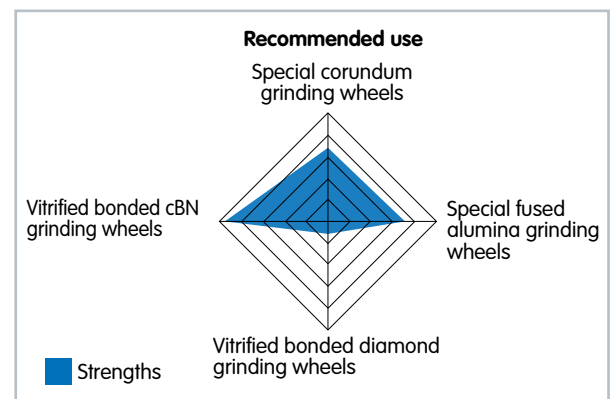 Recommended use
Special corundum
grinding wheels
Vitrified bonded cBN
grinding wheels
Special fused
alumina grinding
wheels
Vitrified bonded diamond
grinding wheels
Strengths